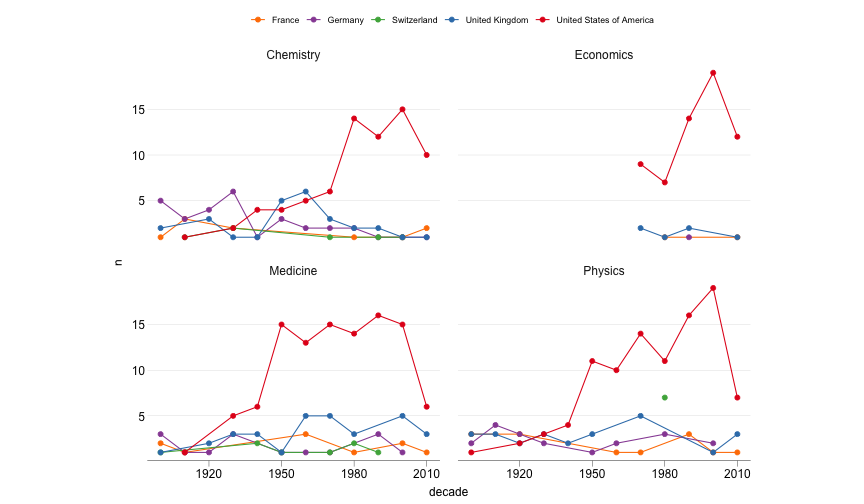 France Germany Switzerland United Kingdom United States of America
Chemistry Economics
15
10
5
n
Medicine Physics
15
10
5
1920 1950 1980 2010 1920 1950 1980 2010
decade